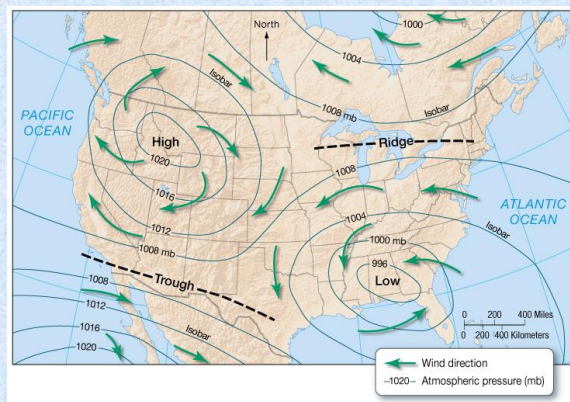 North
1000
1004
Isobar
1008 mb
Isobar
PACIFIC
OCEAN
High
1020
1016
1012
1008 mb
Ridge
1008
1004
1000 mb
996
Low
ATLANTIC
OCEAN
Isobar
Trough
1008
1012
1016
1020
Isobar
0 200 400 Miles
0 200 400 Kilometers
Wind direction
–1020– Atmospheric pressure (mb)